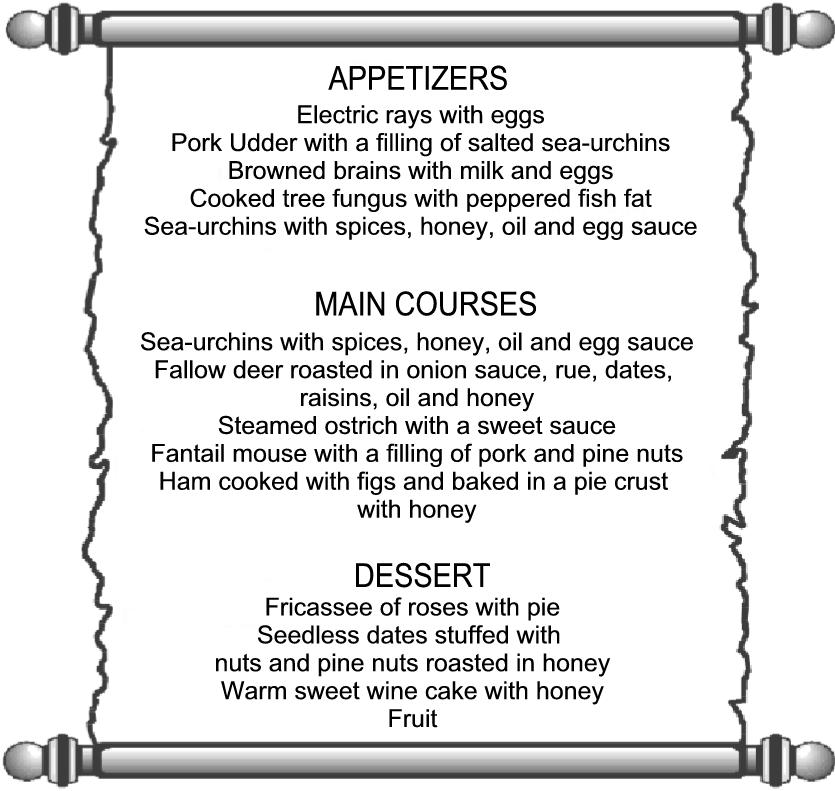 APPETIZERS
Electric rays with eggs
Pork Udder with a filling of salted sea-urchins
Browned brains with milk and eggs
Cooked tree fungus with peppered fish fat
Sea-urchins with spices, honey, oil and egg sauce
MAIN COURSES
Sea-urchins with spices, honey, oil and egg sauce
Fallow deer roasted in onion sauce, rue, dates,
raisins, oil and honey
Steamed ostrich with a sweet sauce
Fantail mouse with a filling of pork and pine nuts
Ham cooked with figs and baked in a pie crust
with honey
DESSERT
Fricassee of roses with pie
Seedless dates stuffed with
nuts and pine nuts roasted in honey
Warm sweet wine cake with honey
Fruit